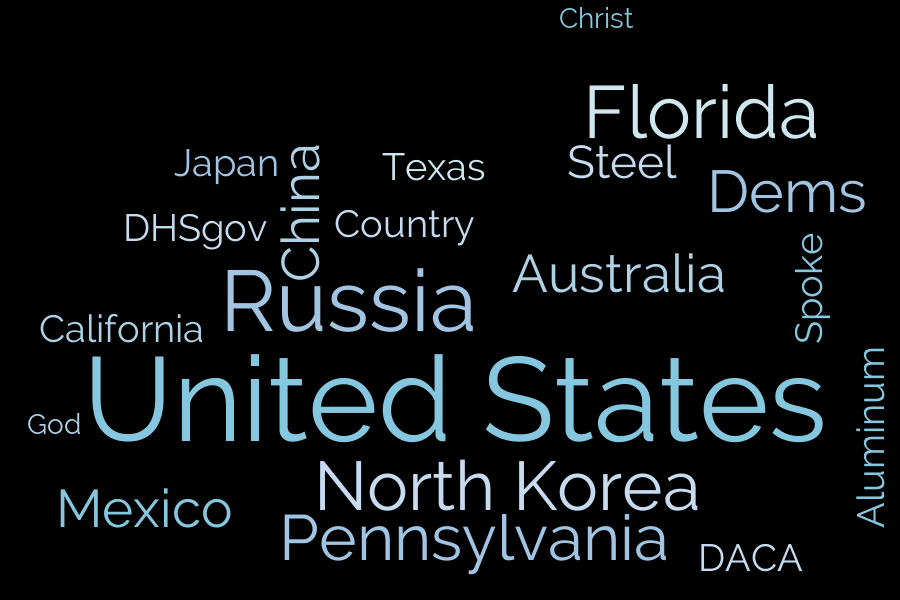 Christ
Florida
Japan
China
Texas
Steel
Dems
DHSgov
Country
Spoke
Russia
Australia
California
United States
God
Aluminum
North Korea
Mexico
Pennsylvania
DACA